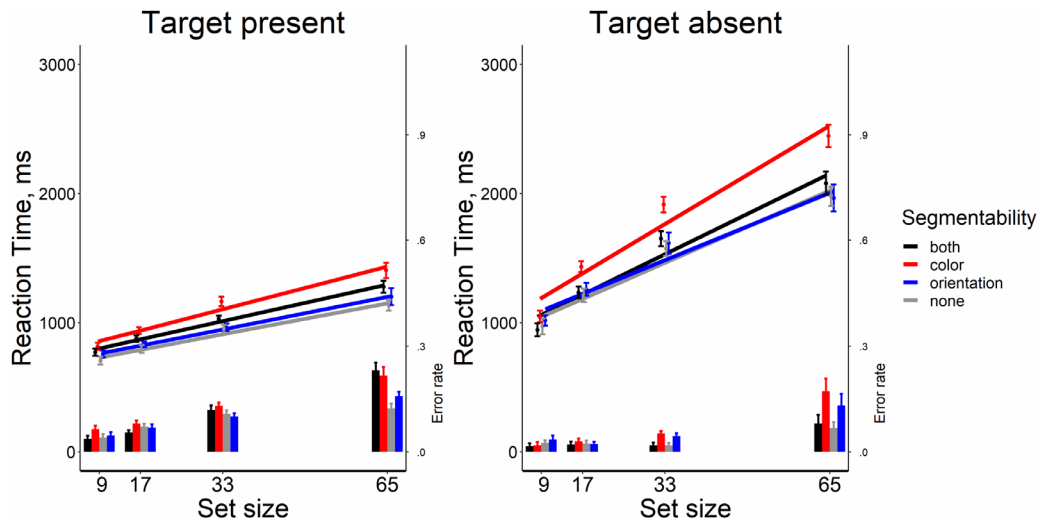 Target present
Target absent
3000
2000
1000
0
Reaction Time, ms
.9
.6
.3
.0
Error rate
9 17 33 65
Set size
3000
2000
1000
0
Reaction Time, ms
.9
.6
.3
.0
Error rate
9 17 33 65
Set size
Segmentability
both
color
orientation
none